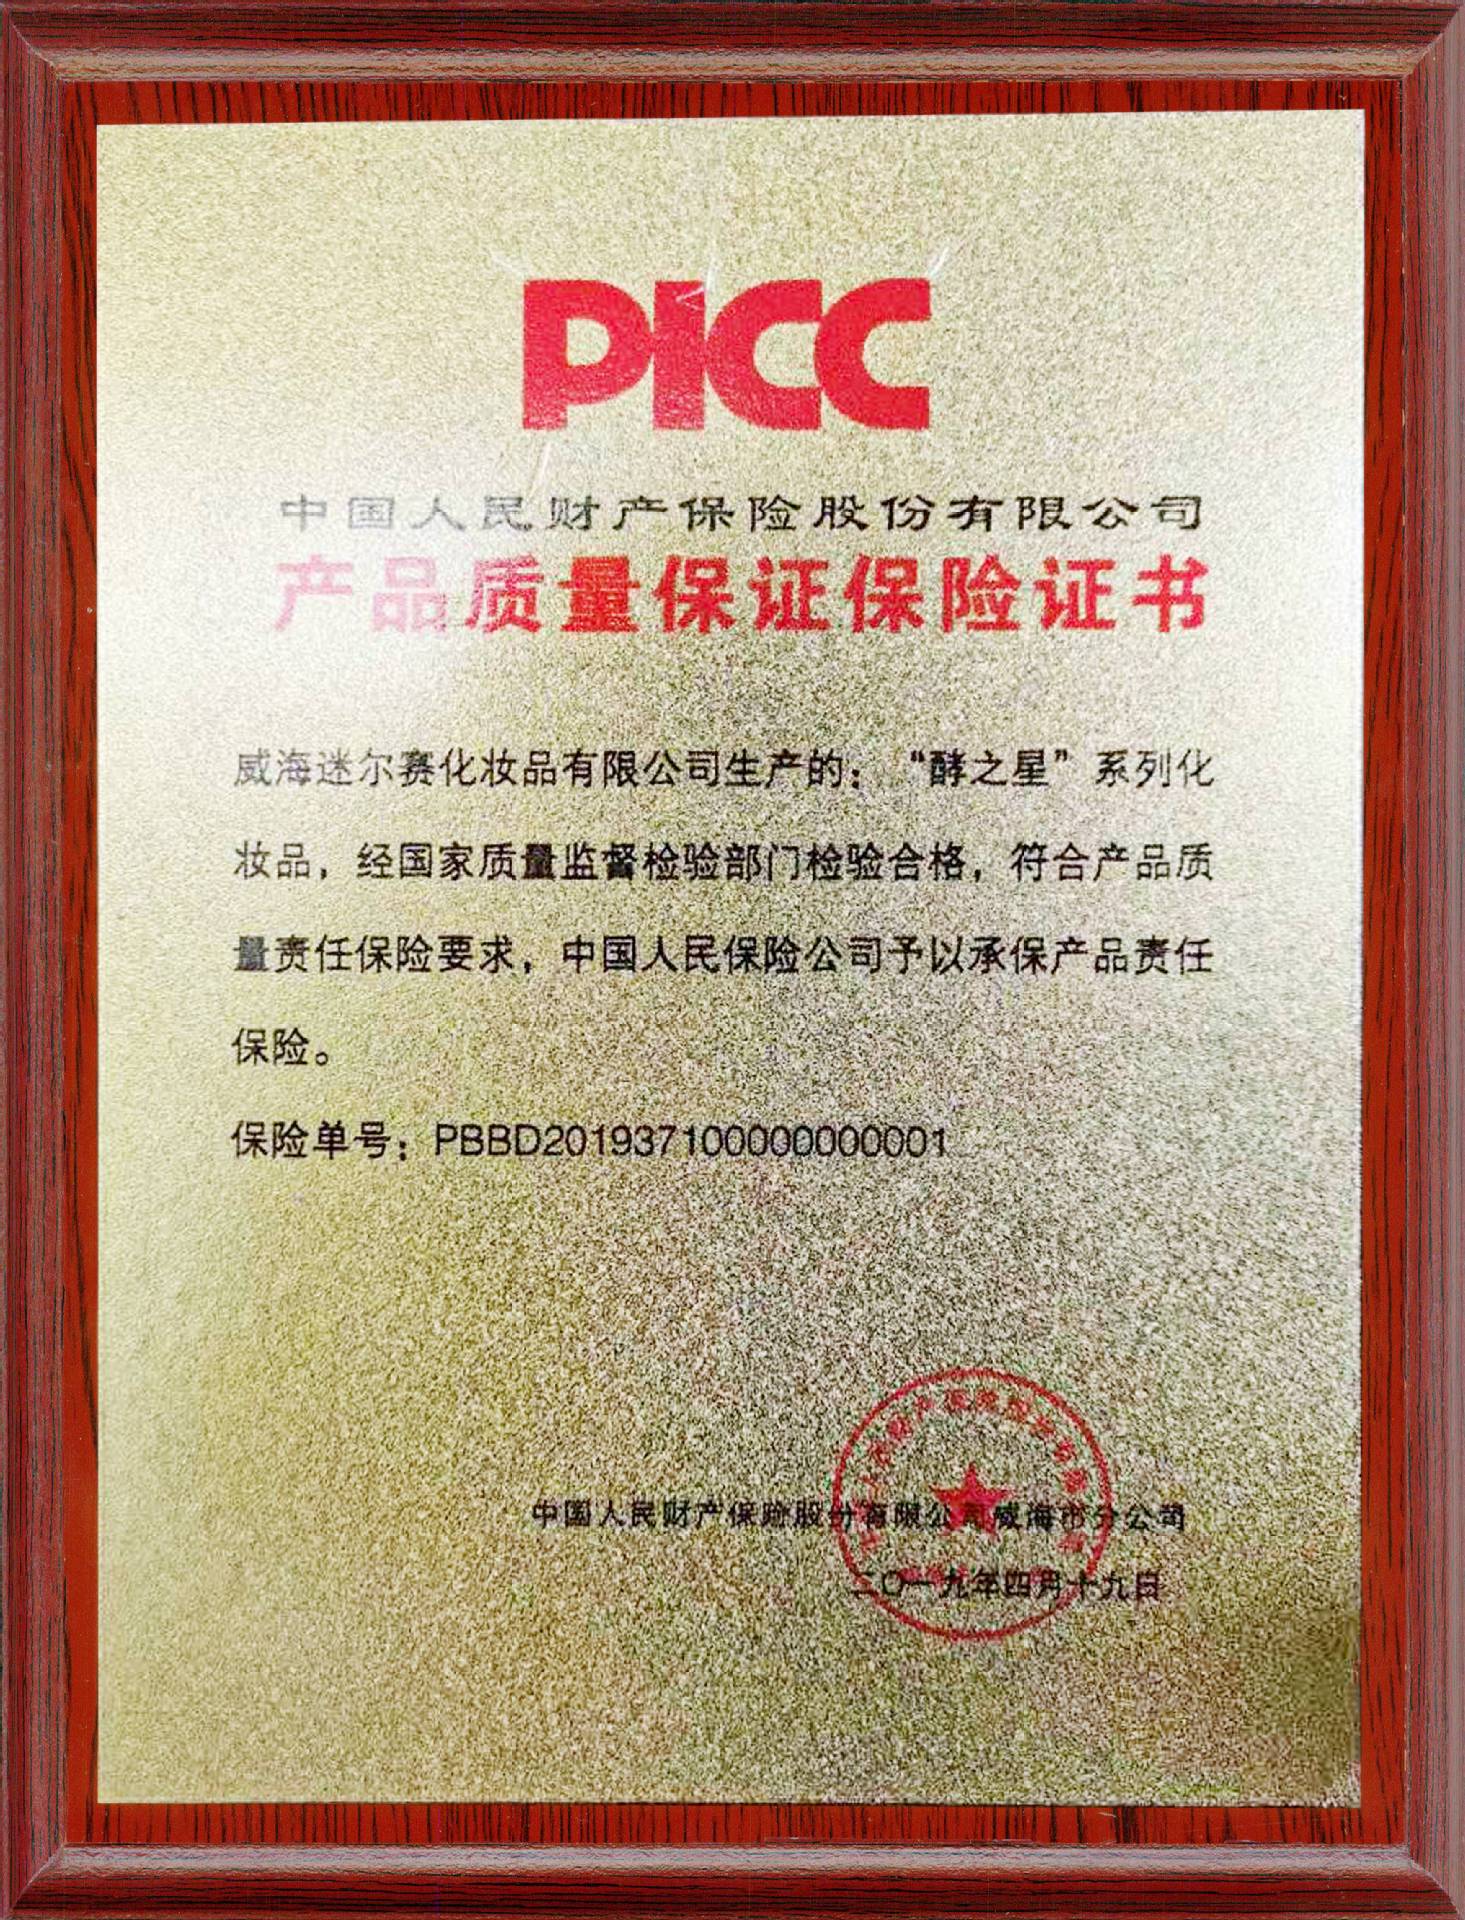 PICC
中国人民财产保险股份有限公司
产品质量保证保险证书
威海迷尔赛化妆品有限公司生产的：“酵之星”系列化
妆品，经国家质量监督检验部门检验合格，符合产品质
量责任保险要求，中国人民保险公司予以承保产品责任
保险。
保险单号：PBBD201937100000000001
中国人民财产保险股份有限公司威海市分公司
二〇一九年四月十九日